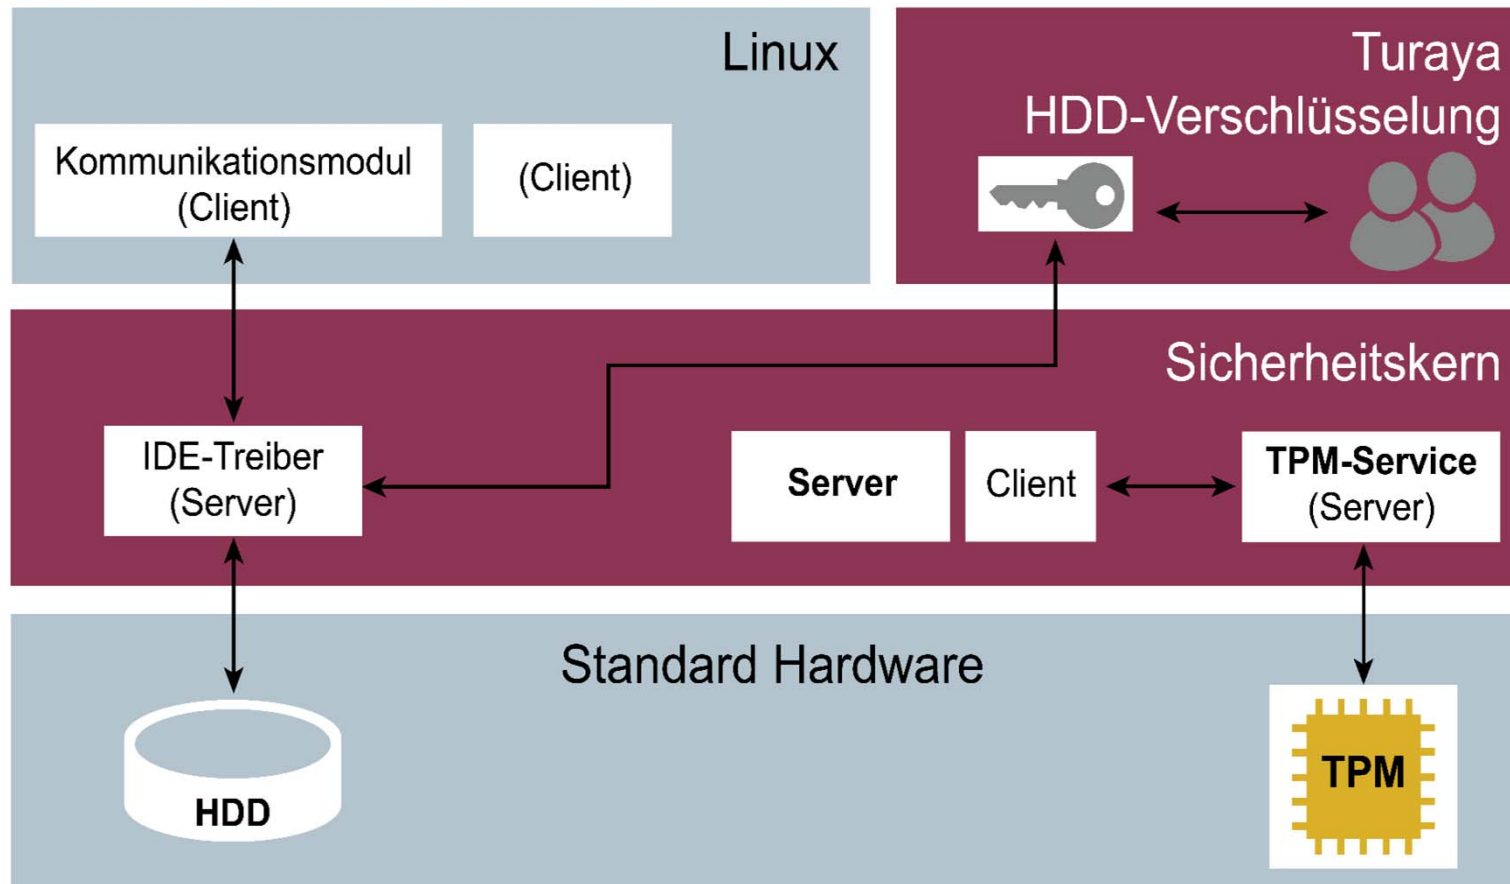 Linux
Kommunikationsmodul
(Client)
(Client)
Turaya
HDD-Verschlüsselung
Sicherheitskern
IDE-Treiber
(Server)
Server
Client
TPM-Service
(Server)
Standard Hardware
HDD
TPM